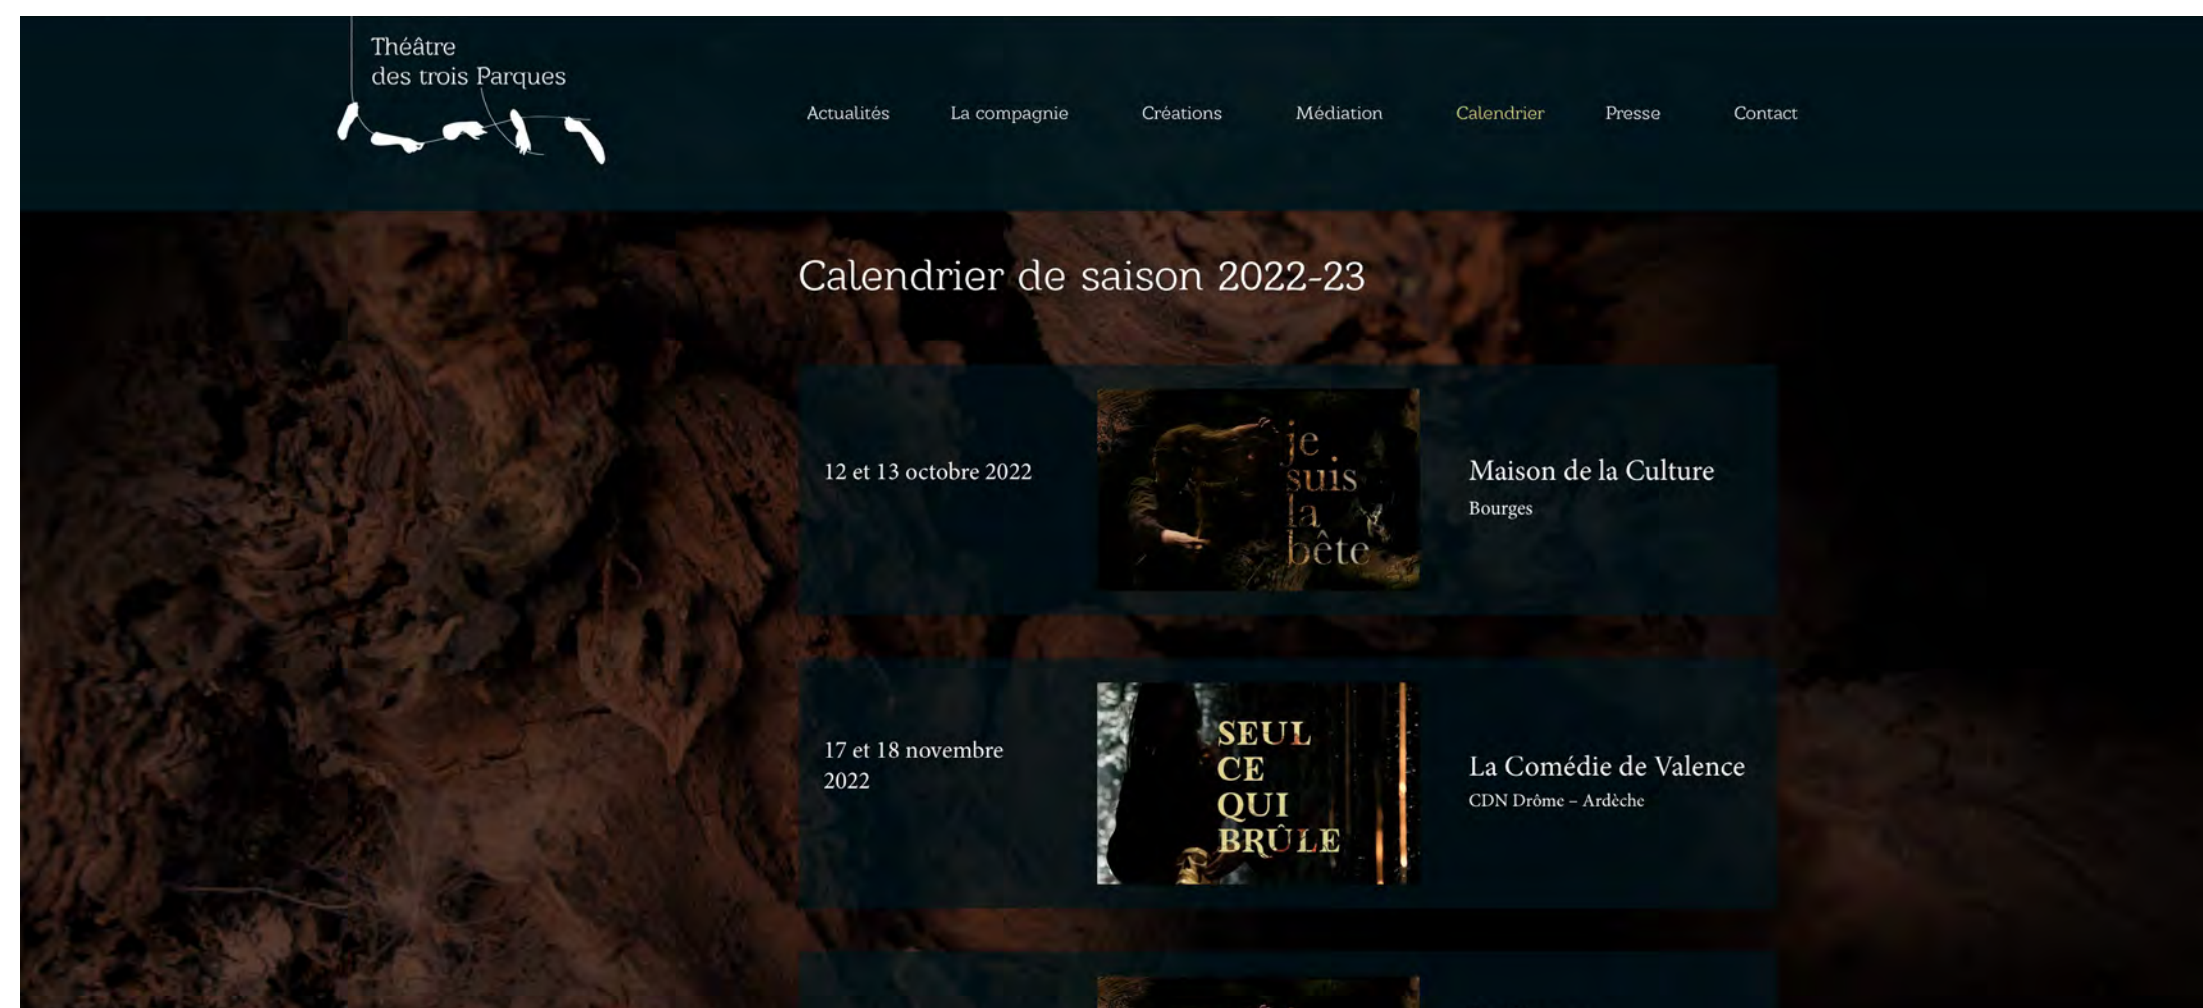 Théâtre
des trois Parques
Actualités La compagnie Créations Médiation Calendrier Presse Contact
Calendrier de saison 2022-23
12 et 13 octobre 2022
je
suis
la
bête
Maison de la Culture
Bourges
17 et 18 novembre
2022
SEUL
CE
QUI
BRÛLE
La Comédie de Valence
CDN Drôme – Ardèche